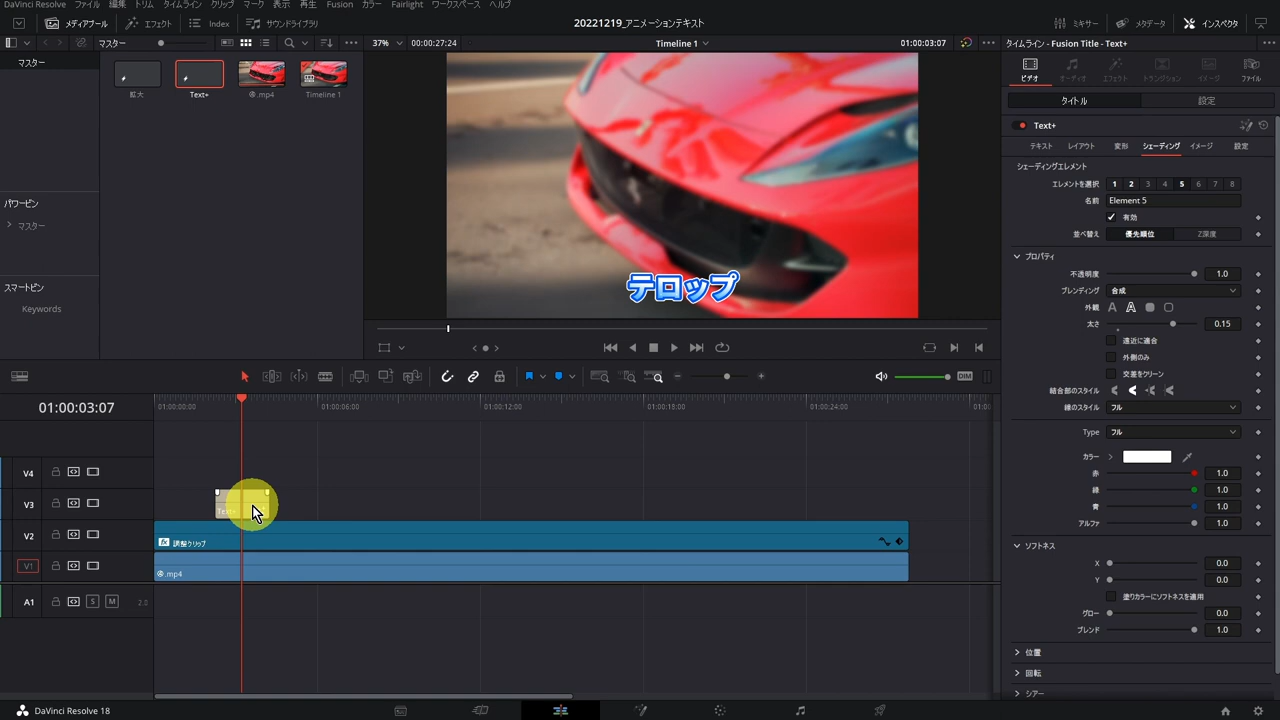 DaVinci Resolve ファイル 編集 トリム タイムライン クリップ マーク 表示 再生 Fusion カラー Fairlight ワークスペース ヘルプ
メディアプール エフェクト Index サウンドライブラリ 20221219_アニメーションテキスト ミキサー メタデータ インスペクタ
マスター 37% 00:00:27:24 Timeline 1 01:00:03:07 タイムライン - Fusion Title - Text+
マスター
ビデオ オーディオ エフェクト トランジション イメージ ファイル
拡大 Text+ .mp4 Timeline 1
タイトル 設定
Text+
テキスト レイアウト 変形 シェーディング イメージ 設定
シェーディングエレメント
エレメントを選択 1 2 3 4 5 6 7 8
パワービン
名前 Element 5
マスター
有効
並べ替え 優先順位 Z深度
プロパティ
不透明度 1.0
スマートビン
ブレンディング 合成
テロップ
Keywords
外観
太さ 0.15
遠近に適合
外側のみ
交差をクリーン
DIM
結合部のスタイル
01:00:03:07 01:00:00:00 01:00:06:00 01:00:12:00 01:00:18:00 01:00:24:00
縁のスタイル フル
Type フル
カラー
V4
赤 1.0
緑 1.0
V3 Text+
青 1.0
アルファ 1.0
V2 fx 調整クリップ
ソフトネス
V1 .mp4
X 0.0
Y 0.0
A1 S M 2.0
塗りカラーにソフトネスを適用
グロー 0.0
ブレンド 1.0
位置
回転
シアー
DaVinci Resolve 18